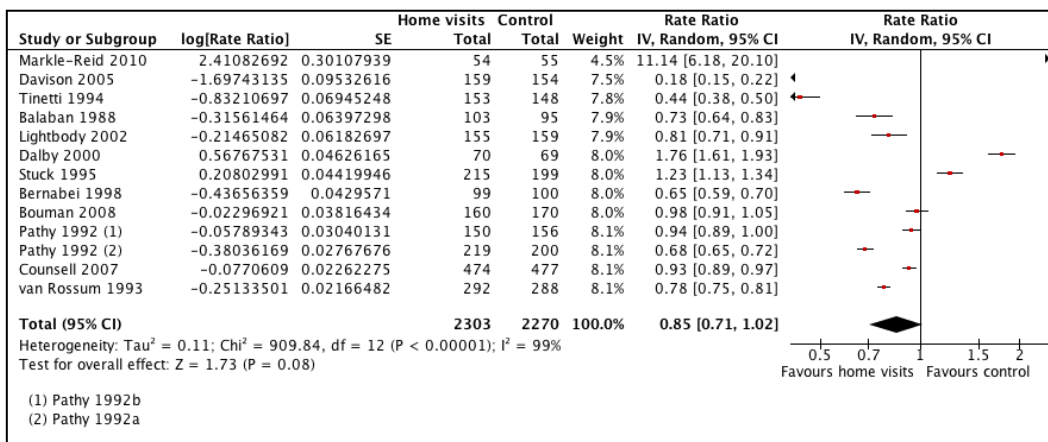 Home visits Control Rate Ratio Rate Ratio
Study or Subgroup log[Rate Ratio] SE Total Total Weight IV, Random, 95% CI IV, Random, 95% CI
Markle-Reid 2010 2.41082692 0.30107939 54 55 4.5% 11.14 [6.18, 20.10]
Davison 2005 -1.69743135 0.09532616 159 154 7.5% 0.18 [0.15, 0.22]
Tinetti 1994 -0.83210697 0.06945248 153 148 7.8% 0.44 [0.38, 0.50]
Balaban 1988 -0.31561464 0.06397298 103 95 7.9% 0.73 [0.64, 0.83]
Lightbody 2002 -0.21465082 0.06182697 155 159 7.9% 0.81 [0.71, 0.91]
Dalby 2000 0.56767531 0.04626165 70 69 8.0% 1.76 [1.61, 1.93]
Stuck 1995 0.20802991 0.04419946 215 199 8.0% 1.23 [1.13, 1.34]
Bernabei 1998 -0.43656359 0.0429571 99 100 8.0% 0.65 [0.59, 0.70]
Bouman 2008 -0.02296921 0.03816434 160 170 8.0% 0.98 [0.91, 1.05]
Pathy 1992 (1) -0.05789343 0.03040131 150 156 8.1% 0.94 [0.89, 1.00]
Pathy 1992 (2) -0.38036169 0.02767676 219 200 8.1% 0.68 [0.65, 0.72]
Counsell 2007 -0.0770609 0.02262275 474 477 8.1% 0.93 [0.89, 0.97]
van Rossum 1993 -0.25133501 0.02166482 292 288 8.1% 0.78 [0.75, 0.81]
Total (95% CI) 2303 2270 100.0% 0.85 [0.71, 1.02]
Heterogeneity: Tau² = 0.11; Chi² = 909.84, df = 12 (P < 0.00001); I² = 99%
Test for overall effect: Z = 1.73 (P = 0.08)
0.5 0.7 1 1.5 2
Favours home visits Favours control
(1) Pathy 1992b
(2) Pathy 1992a